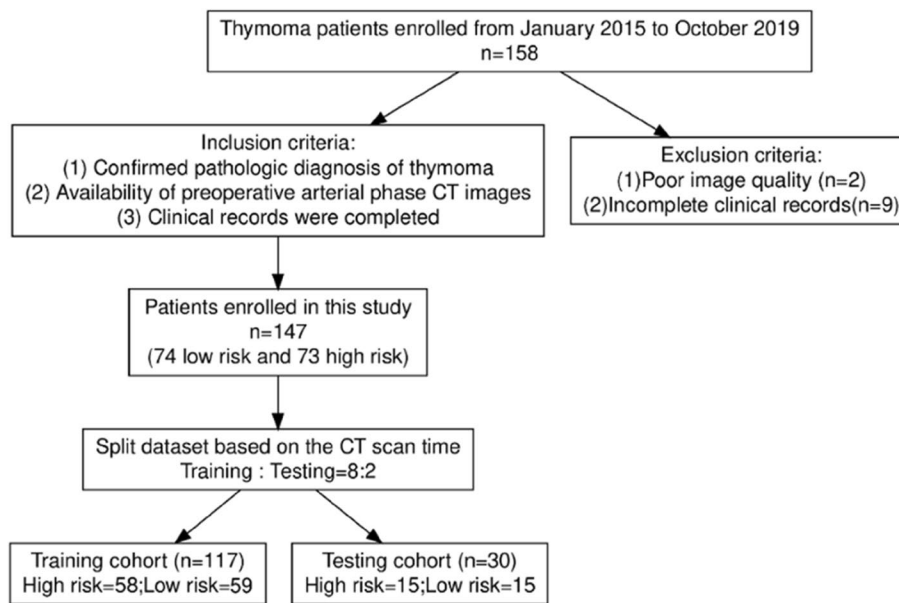 Thymoma patients enrolled from January 2015 to October 2019
n=158
Inclusion criteria:
(1) Confirmed pathologic diagnosis of thymoma
(2) Availability of preoperative arterial phase CT images
(3) Clinical records were completed
Exclusion criteria:
(1)Poor image quality (n=2)
(2)Incomplete clinical records(n=9)
Patients enrolled in this study
n=147
(74 low risk and 73 high risk)
Split dataset based on the CT scan time
Training : Testing=8:2
Training cohort (n=117)
High risk=58;Low risk=59
Testing cohort (n=30)
High risk=15;Low risk=15